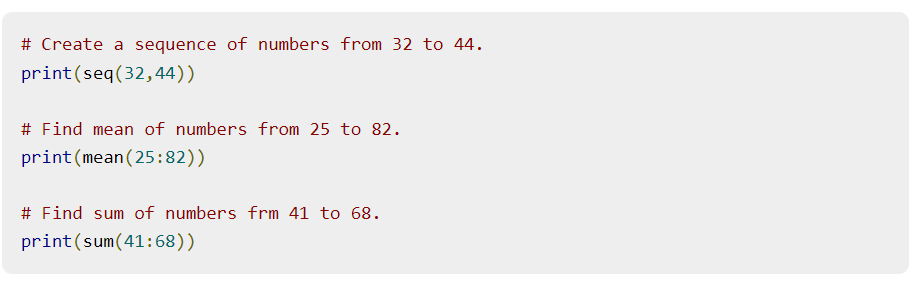 # Create a sequence of numbers from 32 to 44.
print(seq(32,44))
# Find mean of numbers from 25 to 82.
print(mean(25:82))
# Find sum of numbers frm 41 to 68.
print(sum(41:68))